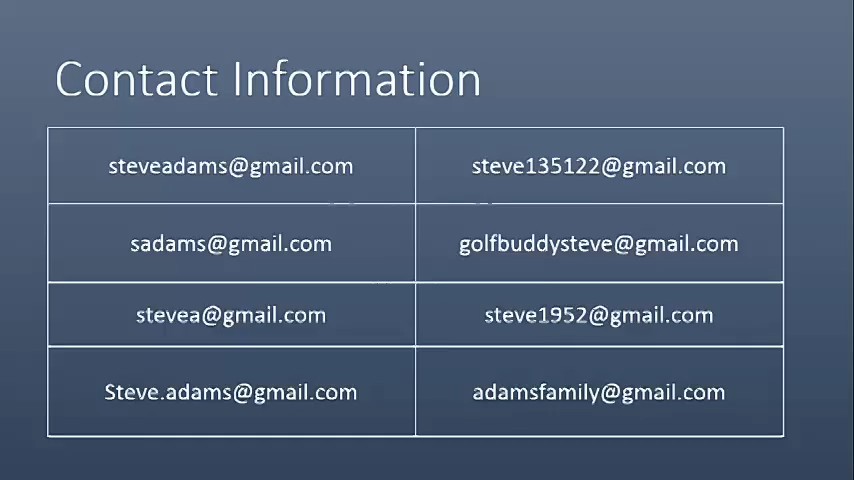 Contact Information
steveadams@gmail.com steve135122@gmail.com
sadams@gmail.com golfbuddysteve@gmail.com
stevea@gmail.com steve1952@gmail.com
Steve.adams@gmail.com adamsfamily@gmail.com